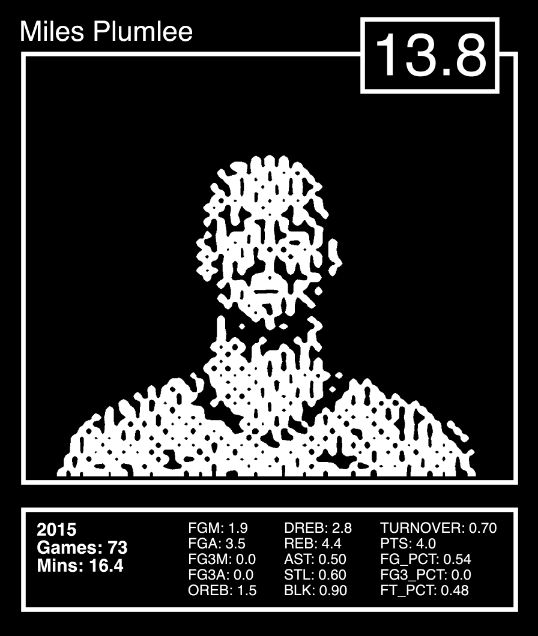 Miles Plumlee
13.8
2015
Games: 73
Mins: 16.4
FGM: 1.9
FGA: 3.5
FG3M: 0.0
FG3A: 0.0
OREB: 1.5
DREB: 2.8
REB: 4.4
AST: 0.50
STL: 0.60
BLK: 0.90
TURNOVER: 0.70
PTS: 4.0
FG_PCT: 0.54
FG3_PCT: 0.0
FT_PCT: 0.48